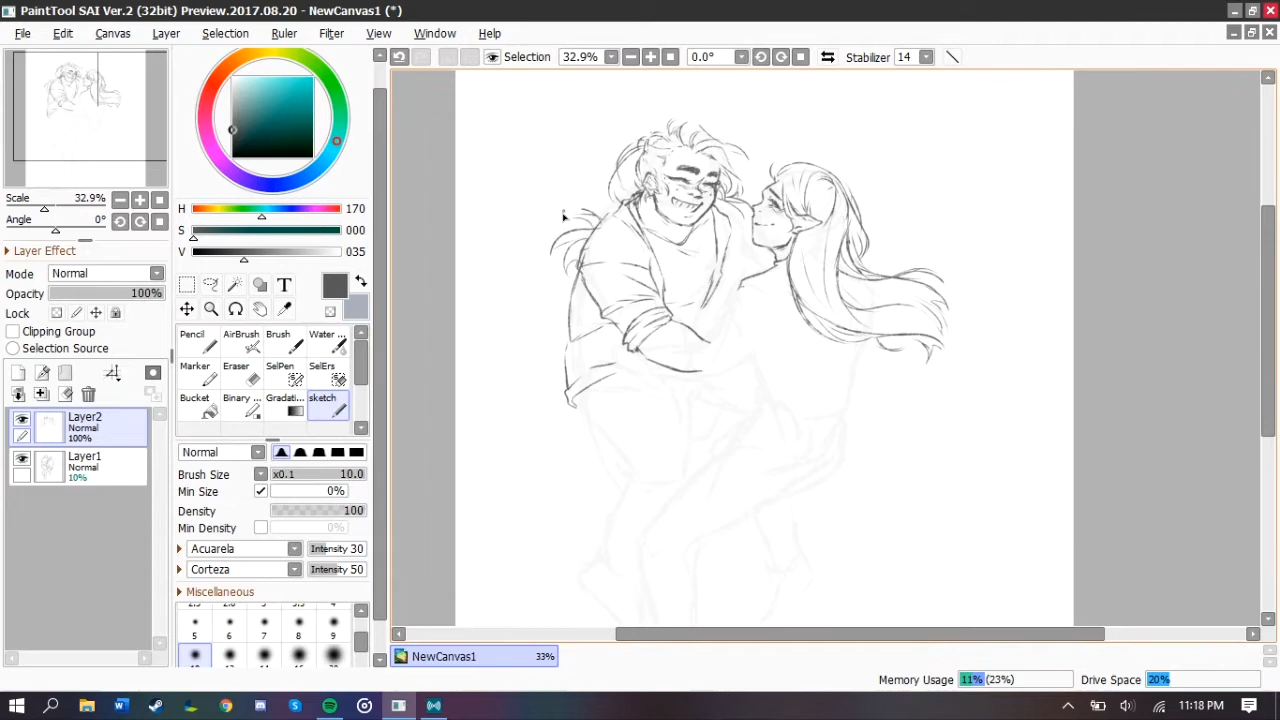 PaintTool SAI Ver.2 (32bit) Preview.2017.08.20 - NewCanvas1 (*)
File Edit Canvas Layer Selection Ruler Filter View Window Help
Selection 32.9% 0.0° Stabilizer 14
Scale 32.9%
Angle 0°
Layer Effect
Mode Normal
Opacity 100%
Lock
Clipping Group
Selection Source
Layer2
Normal
100%
Layer1
Normal
10%
H 170
S 000
V 035
T
Pencil AirBrush Brush Water ...
Marker Eraser SelPen SelErs
Bucket Binary ... Gradati... sketch
Normal
Brush Size x0.1 10.0
Min Size 0%
Density 100
Min Density 0%
Acuarela Intensity 30
Corteza Intensity 50
Miscellaneous
5 6 7 8 9
NewCanvas1 33%
Memory Usage 11% (23%) Drive Space 20%
11:18 PM